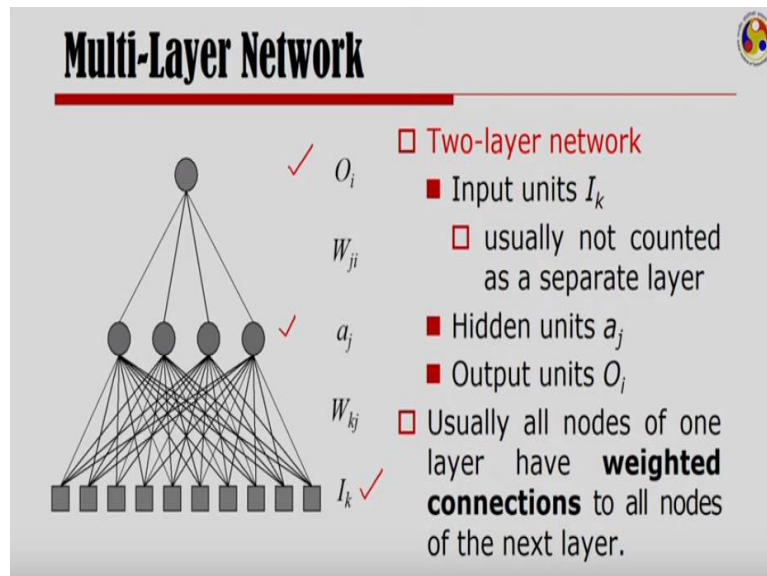 Multi-Layer Network
O_i
W_ji
a_j
W_kj
I_k
Two-layer network
Input units I_k
usually not counted
as a separate layer
Hidden units a_j
Output units O_i
Usually all nodes of one
layer have weighted
connections to all nodes
of the next layer.